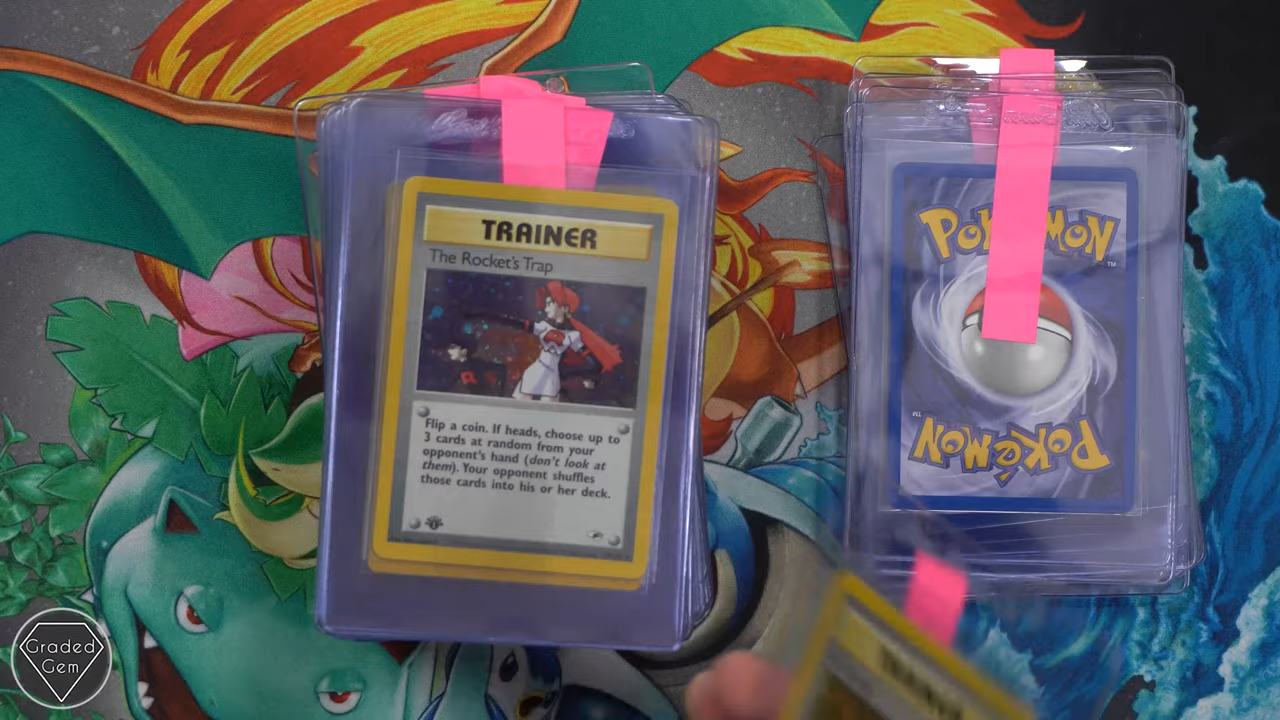 TRAINER
The Rocket's Trap
Flip a coin. If heads, choose up to
3 cards at random from your
opponent's hand (don't look at
them). Your opponent shuffles
those cards into his or her deck.
POKéMON
POKéMON
Graded
Gem